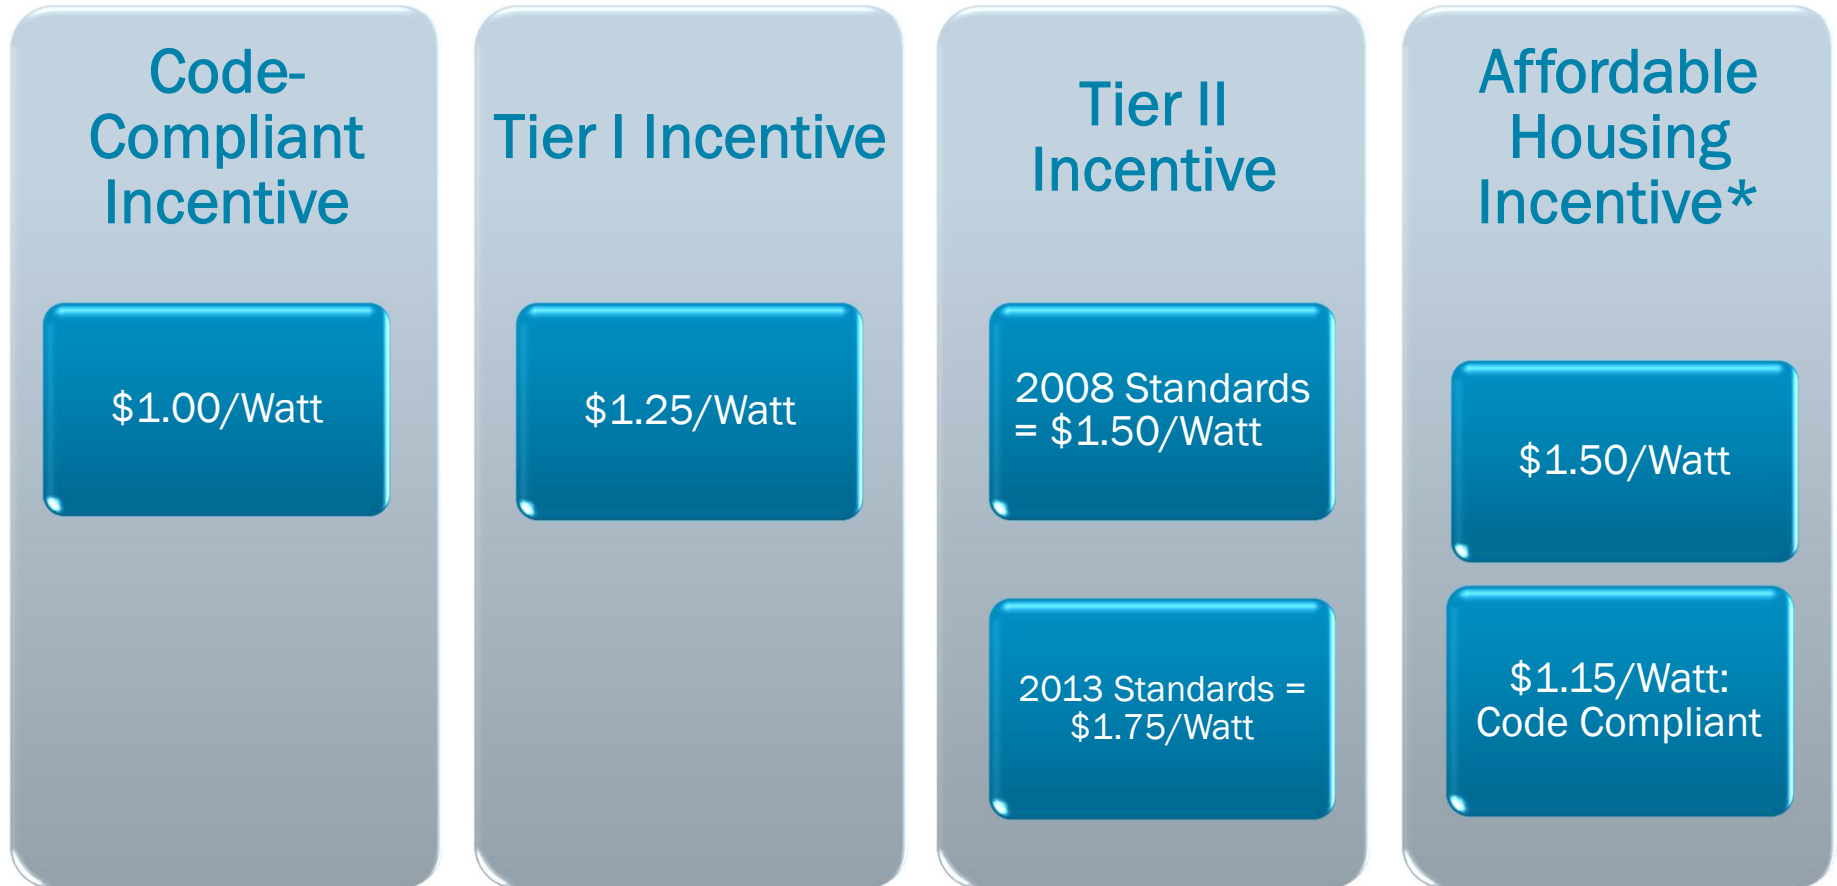 Code-
Compliant
Incentive
$1.00/Watt
Tier I Incentive
$1.25/Watt
Tier II
Incentive
2008 Standards
= $1.50/Watt
2013 Standards =
$1.75/Watt
Affordable
Housing
Incentive*
$1.50/Watt
$1.15/Watt:
Code Compliant